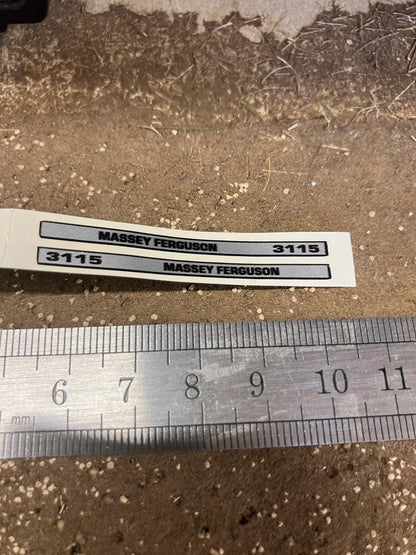 MASSEY FERGUSON 3115
3115 MASSEY FERGUSON
6 7 8 9 10 11
mm